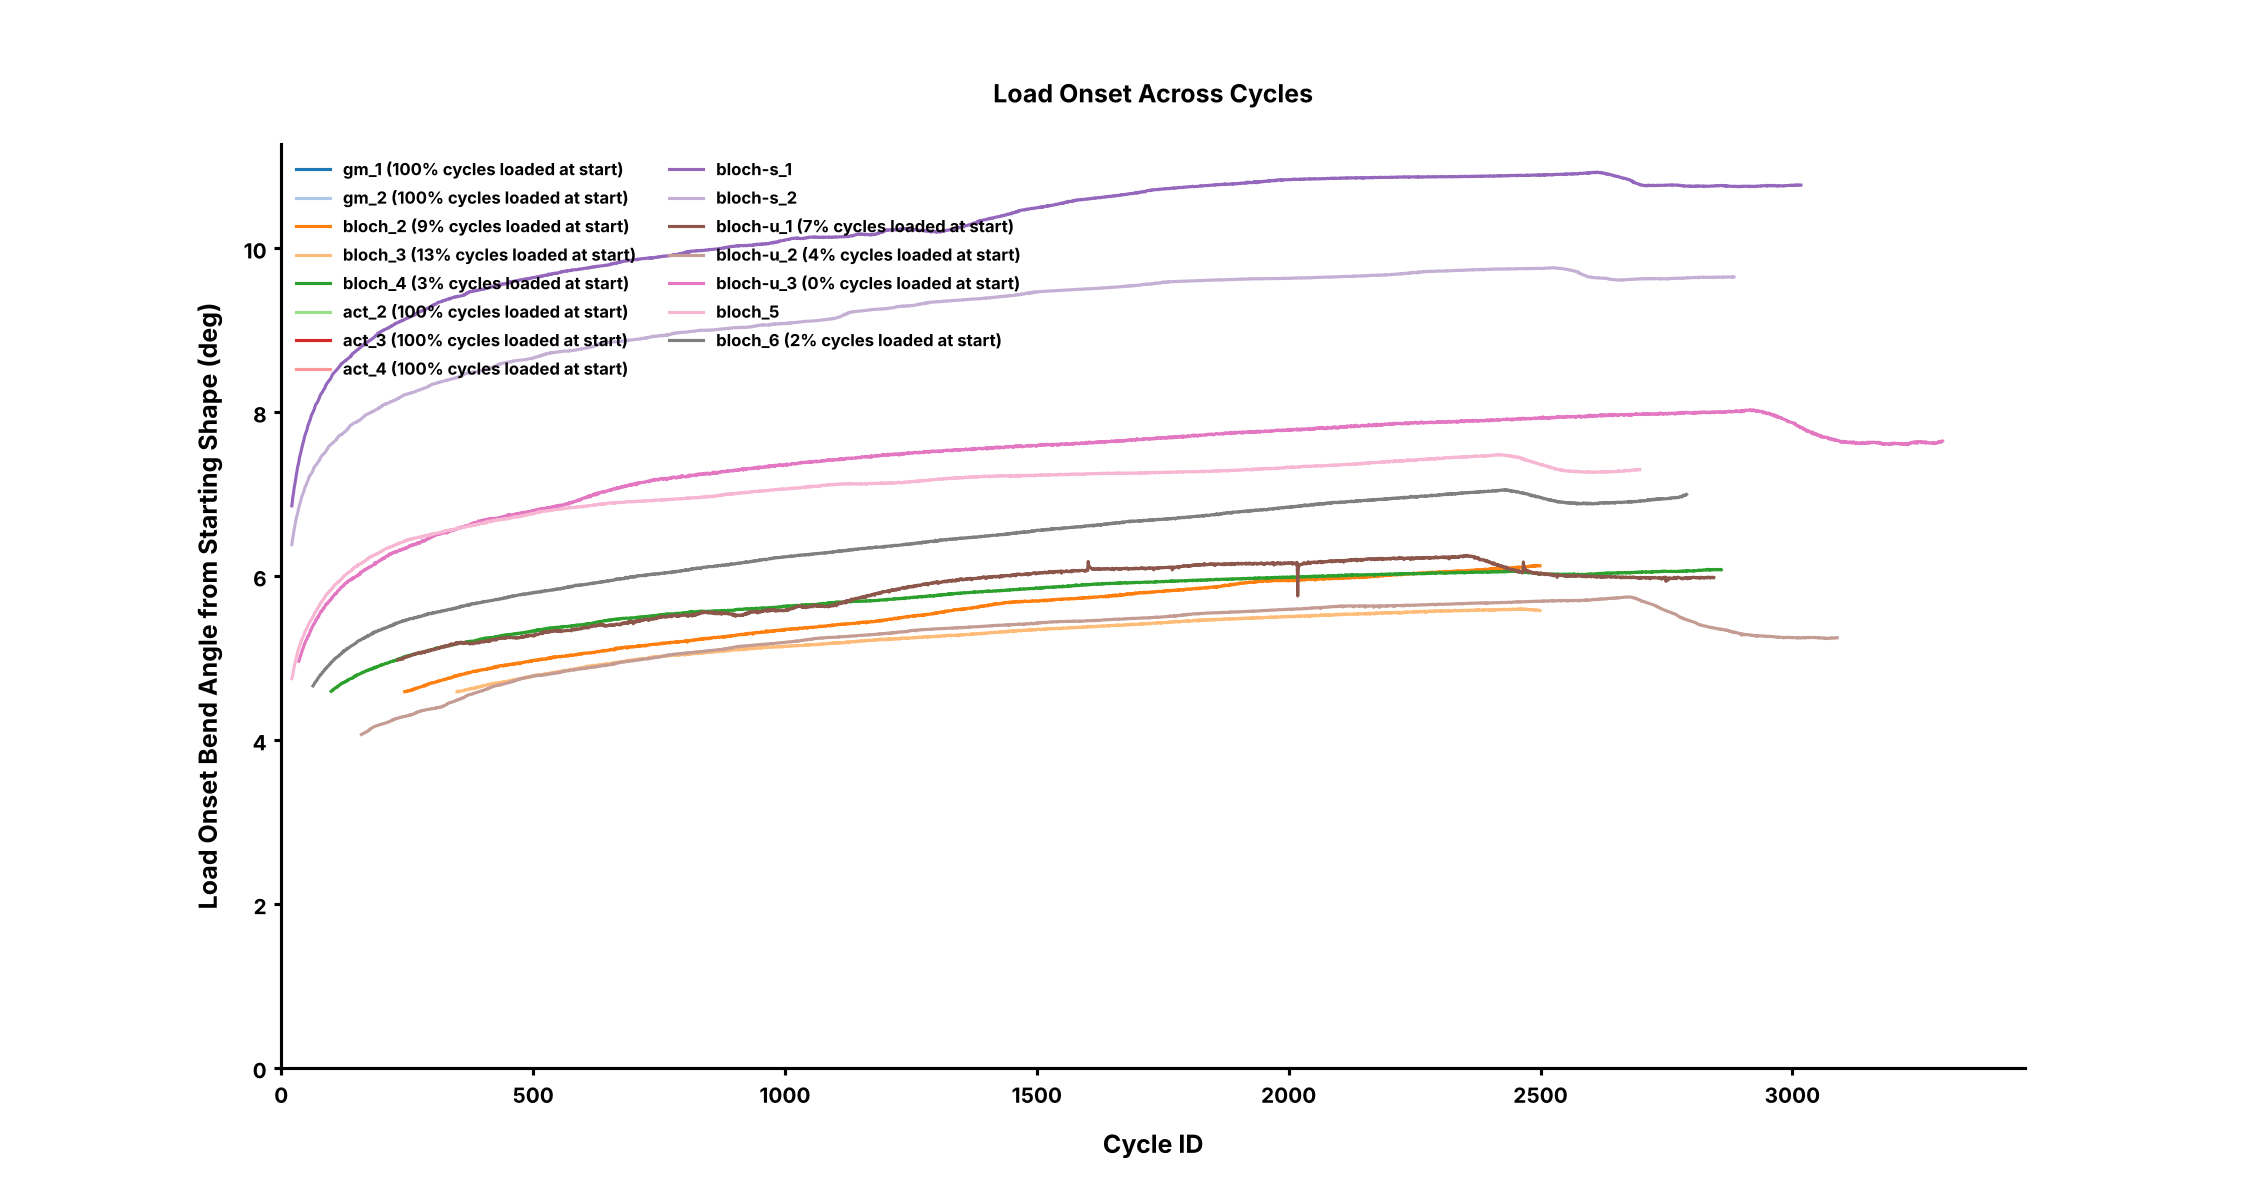 Load Onset Across Cycles
gm_1 (100% cycles loaded at start)
gm_2 (100% cycles loaded at start)
bloch_2 (9% cycles loaded at start)
bloch_3 (13% cycles loaded at start)
bloch_4 (3% cycles loaded at start)
act_2 (100% cycles loaded at start)
act_3 (100% cycles loaded at start)
act_4 (100% cycles loaded at start)
bloch-s_1
bloch-s_2
bloch-u_1 (7% cycles loaded at start)
bloch-u_2 (4% cycles loaded at start)
bloch-u_3 (0% cycles loaded at start)
bloch_5
bloch_6 (2% cycles loaded at start)
Load Onset Bend Angle from Starting Shape (deg)
10
8
6
4
2
0
0 500 1000 1500 2000 2500 3000
Cycle ID